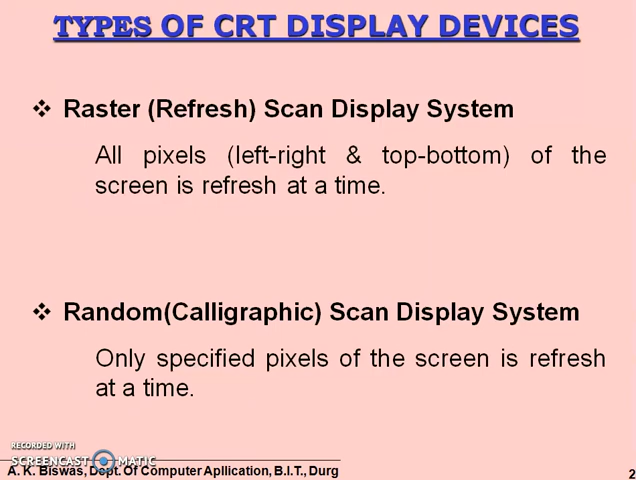 TYPES OF CRT DISPLAY DEVICES
❖ Raster (Refresh) Scan Display System
All pixels (left-right & top-bottom) of the
screen is refresh at a time.
❖ Random(Calligraphic) Scan Display System
Only specified pixels of the screen is refresh
at a time.
RECORDED WITH
SCREENCAST MATIC
A. K. Biswas, Dept. Of Computer Apllication, B.I.T., Durg
2